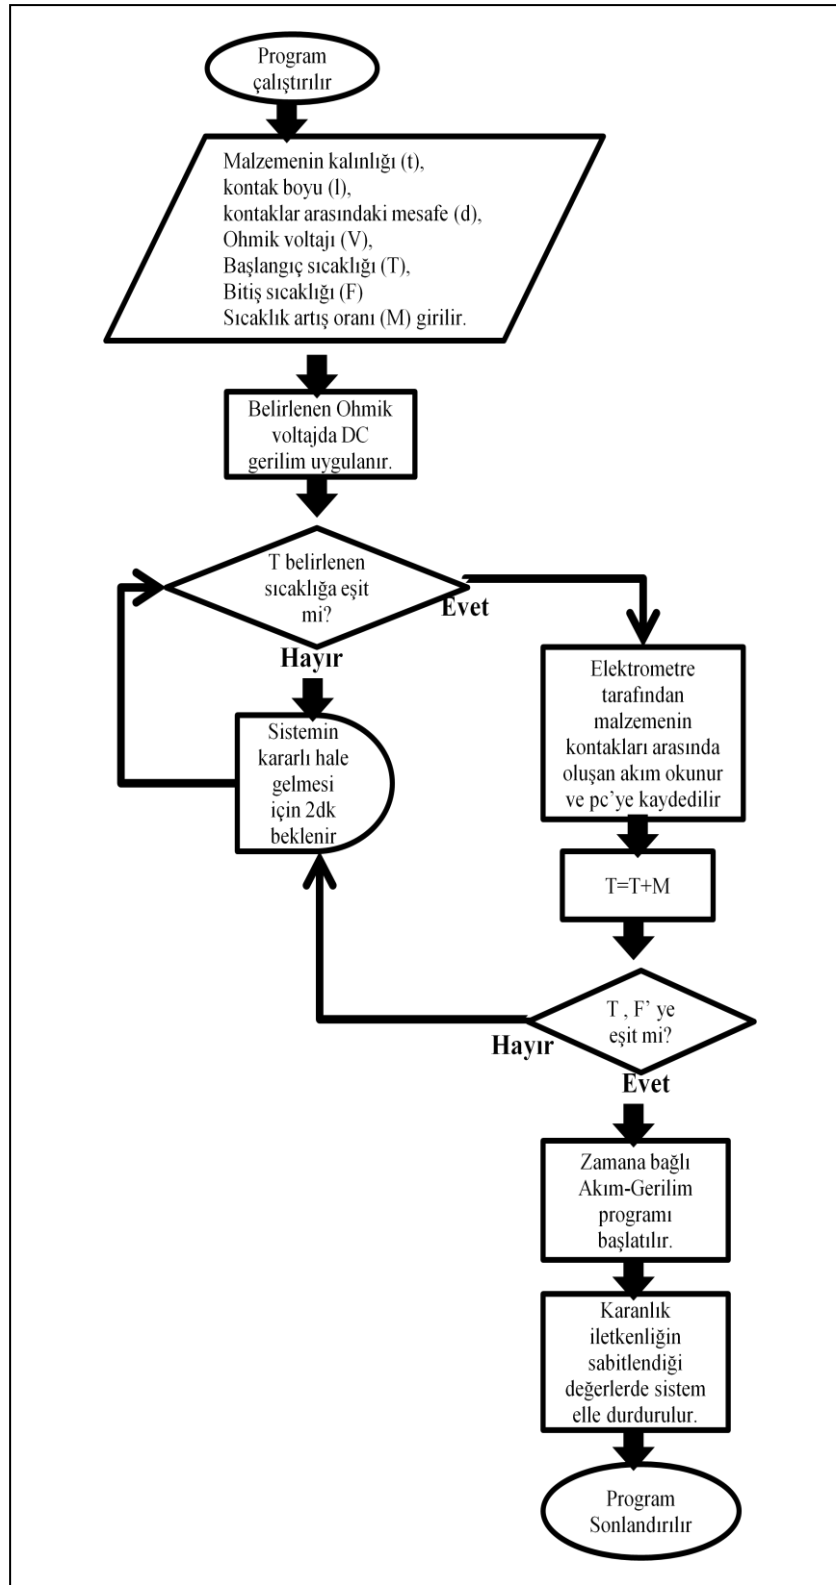 Program
çalıştırılır
Malzemenin kalınlığı (t),
kontak boyu (l),
kontaklar arasındaki mesafe (d),
Ohmik voltajı (V),
Başlangıç sıcaklığı (T),
Bitiş sıcaklığı (F)
Sıcaklık artış oranı (M) girilir.
Belirlenen Ohmik
voltajda DC
gerilim uygulanır.
T belirlenen
sıcaklığa eşit
mi?
Evet
Hayır
Sistemin
kararlı hale
gelmesi
için 2dk
beklenir
Elektrometre
tarafından
malzemenin
kontakları arasında
oluşan akım okunur
ve pc'ye kaydedilir
T=T+M
T , F' ye
eşit mi?
Hayır
Evet
Zamana bağlı
Akım-Gerilim
programı
başlatılır.
Karanlık
iletkenliğin
sabitlendiği
değerlerde sistem
elle durdurulur.
Program
Sonlandırılır